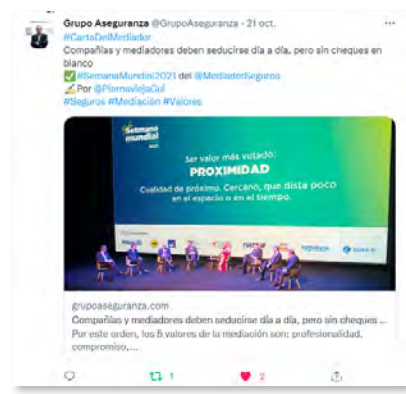 Grupo Aseguranza @GrupoAseguranza - 21 oct.
#CartaDelMediador
Compañías y mediadores deben seducirse día a día, pero sin cheques en
blanco
#SemanaMundial2021 del @MediadorSeguros
Por @PiernaviejaGui
#Seguros #Mediación #Valores
Semana
mundial
2021
Ser valor más votado:
PROXIMIDAD
Cualidad de próximo. Cercano, que dista poco
en el espacio o en el tiempo.
AXA
grupoaseguranza.com
Compañías y mediadores deben seducirse día a día, pero sin cheques ...
Por este orden, los 5 valores de la mediación son: profesionalidad,
compromiso,...
1
2